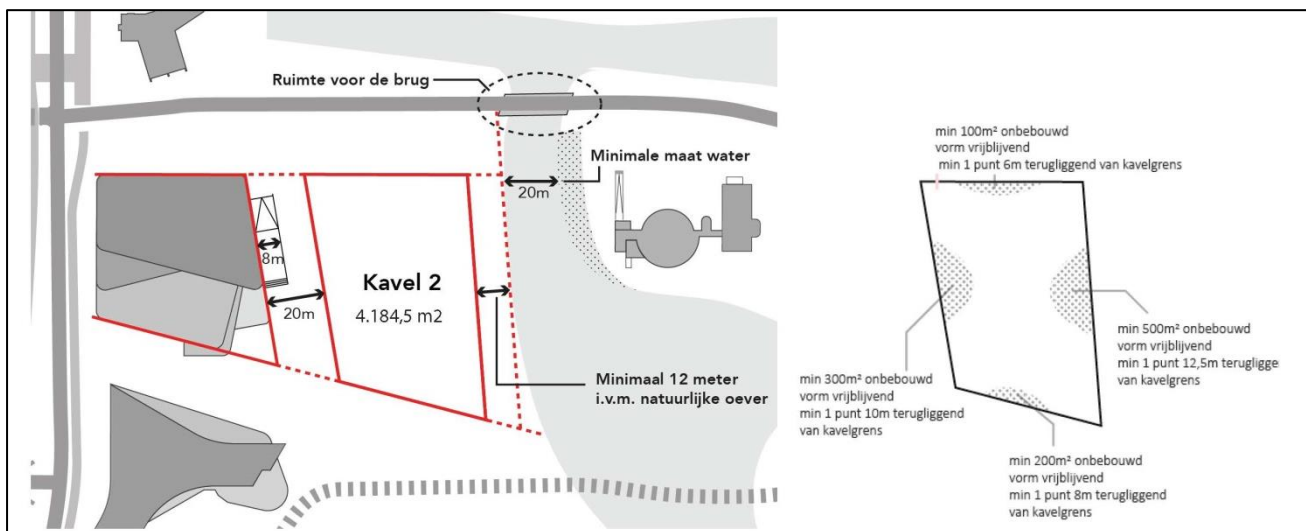 Ruimte voor de brug
Minimale maat water
20m
8m
20m
Kavel 2
4.184,5 m2
Minimaal 12 meter
i.v.m. natuurlijke oever
min 100m² onbebouwd
vorm vrijblijvend
min 1 punt 6m terugliggend van kavelgrens
min 500m² onbebouwd
vorm vrijblijvend
min 1 punt 12,5m terugligge
van kavelgrens
min 300m² onbebouwd
vorm vrijblijvend
min 1 punt 10m terugliggend
van kavelgrens
min 200m² onbebouwd
vorm vrijblijvend
min 1 punt 8m terugliggend
van kavelgrens